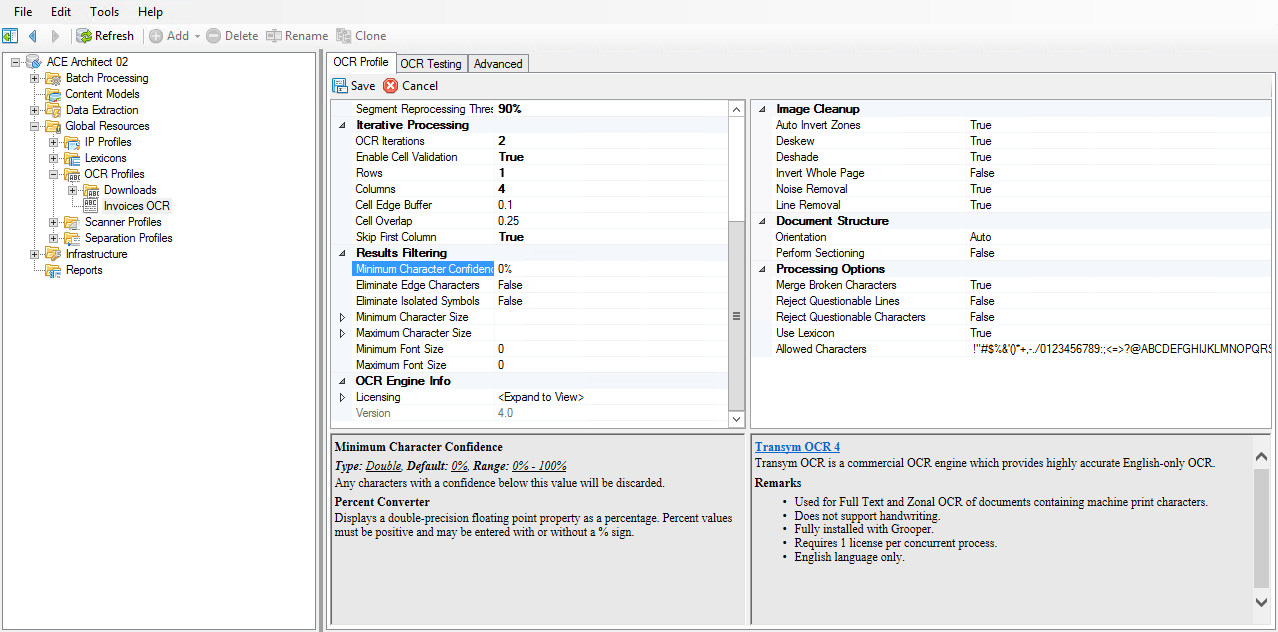 File Edit Tools Help
Refresh Add Delete Rename Clone
ACE Architect 02
Batch Processing
Content Models
Data Extraction
Global Resources
IP Profiles
Lexicons
OCR Profiles
Downloads
Invoices OCR
Scanner Profiles
Separation Profiles
Infrastructure
Reports
OCR Profile OCR Testing Advanced
Save Cancel
Segment Reprocessing Thres 90%
Iterative Processing
OCR Iterations 2
Enable Cell Validation True
Rows 1
Columns 4
Cell Edge Buffer 0.1
Cell Overlap 0.25
Skip First Column True
Results Filtering
Minimum Character Confidenc 0%
Eliminate Edge Characters False
Eliminate Isolated Symbols False
Minimum Character Size
Maximum Character Size
Minimum Font Size 0
Maximum Font Size 0
OCR Engine Info
Licensing <Expand to View>
Version 4.0
Minimum Character Confidence
Type: Double, Default: 0%, Range: 0% - 100%
Any characters with a confidence below this value will be discarded.
Percent Converter
Displays a double-precision floating point property as a percentage. Percent values
must be positive and may be entered with or without a % sign.
Image Cleanup
Auto Invert Zones True
Deskew True
Deshade True
Invert Whole Page False
Noise Removal True
Line Removal True
Document Structure
Orientation Auto
Perform Sectioning False
Processing Options
Merge Broken Characters True
Reject Questionable Lines False
Reject Questionable Characters False
Use Lexicon True
Allowed Characters !"#$%&'()*+,-./0123456789:;<=>?@ABCDEFGHIJKLMNOPQRS
Transym OCR 4
Transym OCR is a commercial OCR engine which provides highly accurate English-only OCR.
Remarks
• Used for Full Text and Zonal OCR of documents containing machine print characters.
• Does not support handwriting.
• Fully installed with Grooper.
• Requires 1 license per concurrent process.
• English language only.